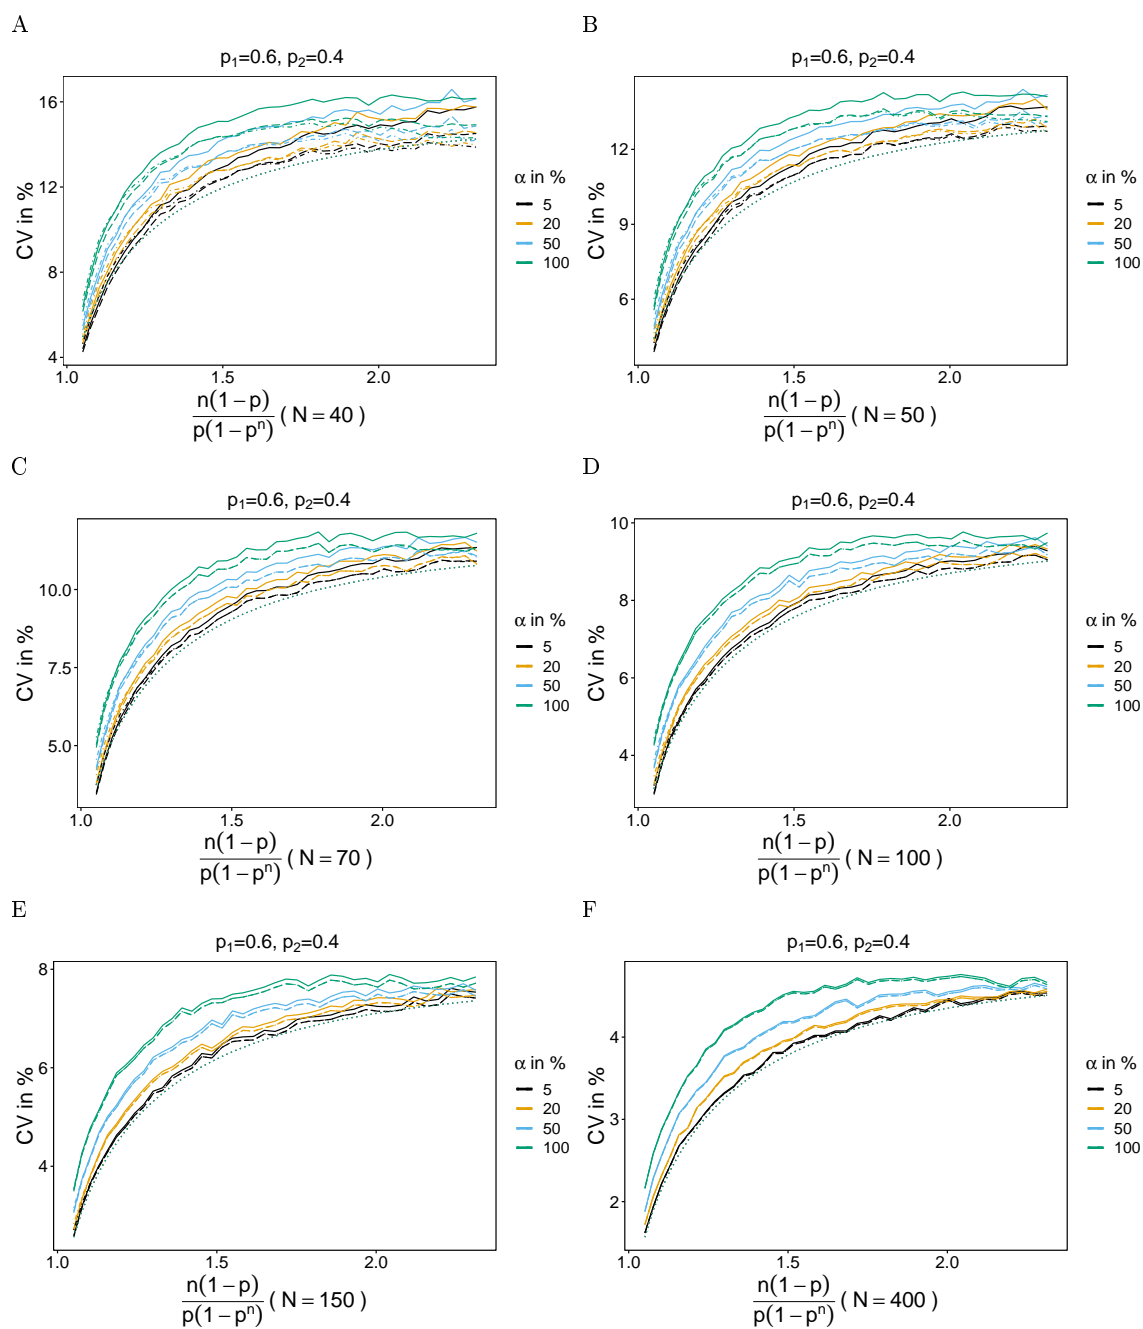 A
p1=0.6, p2=0.4
CV in %
16
12
8
4
1.0 1.5 2.0
n(1−p)
p(1−pⁿ) ( N = 40 )
α in %
5
20
50
100
B
p1=0.6, p2=0.4
CV in %
12
9
6
1.0 1.5 2.0
n(1−p)
p(1−pⁿ) ( N = 50 )
α in %
5
20
50
100
C
p1=0.6, p2=0.4
CV in %
10.0
7.5
5.0
1.0 1.5 2.0
n(1−p)
p(1−pⁿ) ( N = 70 )
α in %
5
20
50
100
D
p1=0.6, p2=0.4
CV in %
10
8
6
4
1.0 1.5 2.0
n(1−p)
p(1−pⁿ) ( N = 100 )
α in %
5
20
50
100
E
p1=0.6, p2=0.4
CV in %
8
6
4
1.0 1.5 2.0
n(1−p)
p(1−pⁿ) ( N = 150 )
α in %
5
20
50
100
F
p1=0.6, p2=0.4
CV in %
4
3
2
1.0 1.5 2.0
n(1−p)
p(1−pⁿ) ( N = 400 )
α in %
5
20
50
100